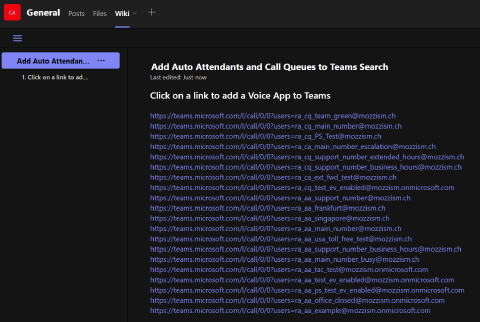 CA General Posts Files Wiki
Add Auto Attendan... ...
1. Click on a link to ad...
Add Auto Attendants and Call Queues to Teams Search
Last edited: Just now
Click on a link to add a Voice App to Teams
https://teams.microsoft.com/l/call/0/0?users=ra_cq_team_green@mozzism.ch
https://teams.microsoft.com/l/call/0/0?users=ra_cq_main_number@mozzism.ch
https://teams.microsoft.com/l/call/0/0?users=ra_cq_PS_Test@mozzism.ch
https://teams.microsoft.com/l/call/0/0?users=ra_ca_main_number_escalation@mozzism.ch
https://teams.microsoft.com/l/call/0/0?users=ra_cq_support_number_extended_hours@mozzism.ch
https://teams.microsoft.com/l/call/0/0?users=ra_cq_support_number_business_hours@mozzism.ch
https://teams.microsoft.com/l/call/0/0?users=ra_ca_ext_fwd_test@mozzism.ch
https://teams.microsoft.com/l/call/0/0?users=ra_cq_test_ev_enabled@mozzism.onmicrosoft.com
https://teams.microsoft.com/l/call/0/0?users=ra_aa_support_number@mozzism.ch
https://teams.microsoft.com/l/call/0/0?users=ra_aa_frankfurt@mozzism.ch
https://teams.microsoft.com/l/call/0/0?users=ra_aa_singapore@mozzism.ch
https://teams.microsoft.com/l/call/0/0?users=ra_aa_main_number@mozzism.ch
https://teams.microsoft.com/l/call/0/0?users=ra_aa_usa_toll_free_test@mozzism.ch
https://teams.microsoft.com/l/call/0/0?users=ra_aa_support_number_business_hours@mozzism.ch
https://teams.microsoft.com/l/call/0/0?users=ra_aa_main_number_busy@mozzism.ch
https://teams.microsoft.com/l/call/0/0?users=ra_aa_tac_test@mozzism.onmicrosoft.com
https://teams.microsoft.com/l/call/0/0?users=ra_aa_test_ev_enabled@mozzism.onmicrosoft.com
https://teams.microsoft.com/l/call/0/0?users=ra_aa_ps_test_ev_enabled@mozzism.onmicrosoft.com
https://teams.microsoft.com/l/call/0/0?users=ra_aa_office_closed@mozzism.onmicrosoft.com
https://teams.microsoft.com/l/call/0/0?users=ra_aa_example@mozzism.onmicrosoft.com